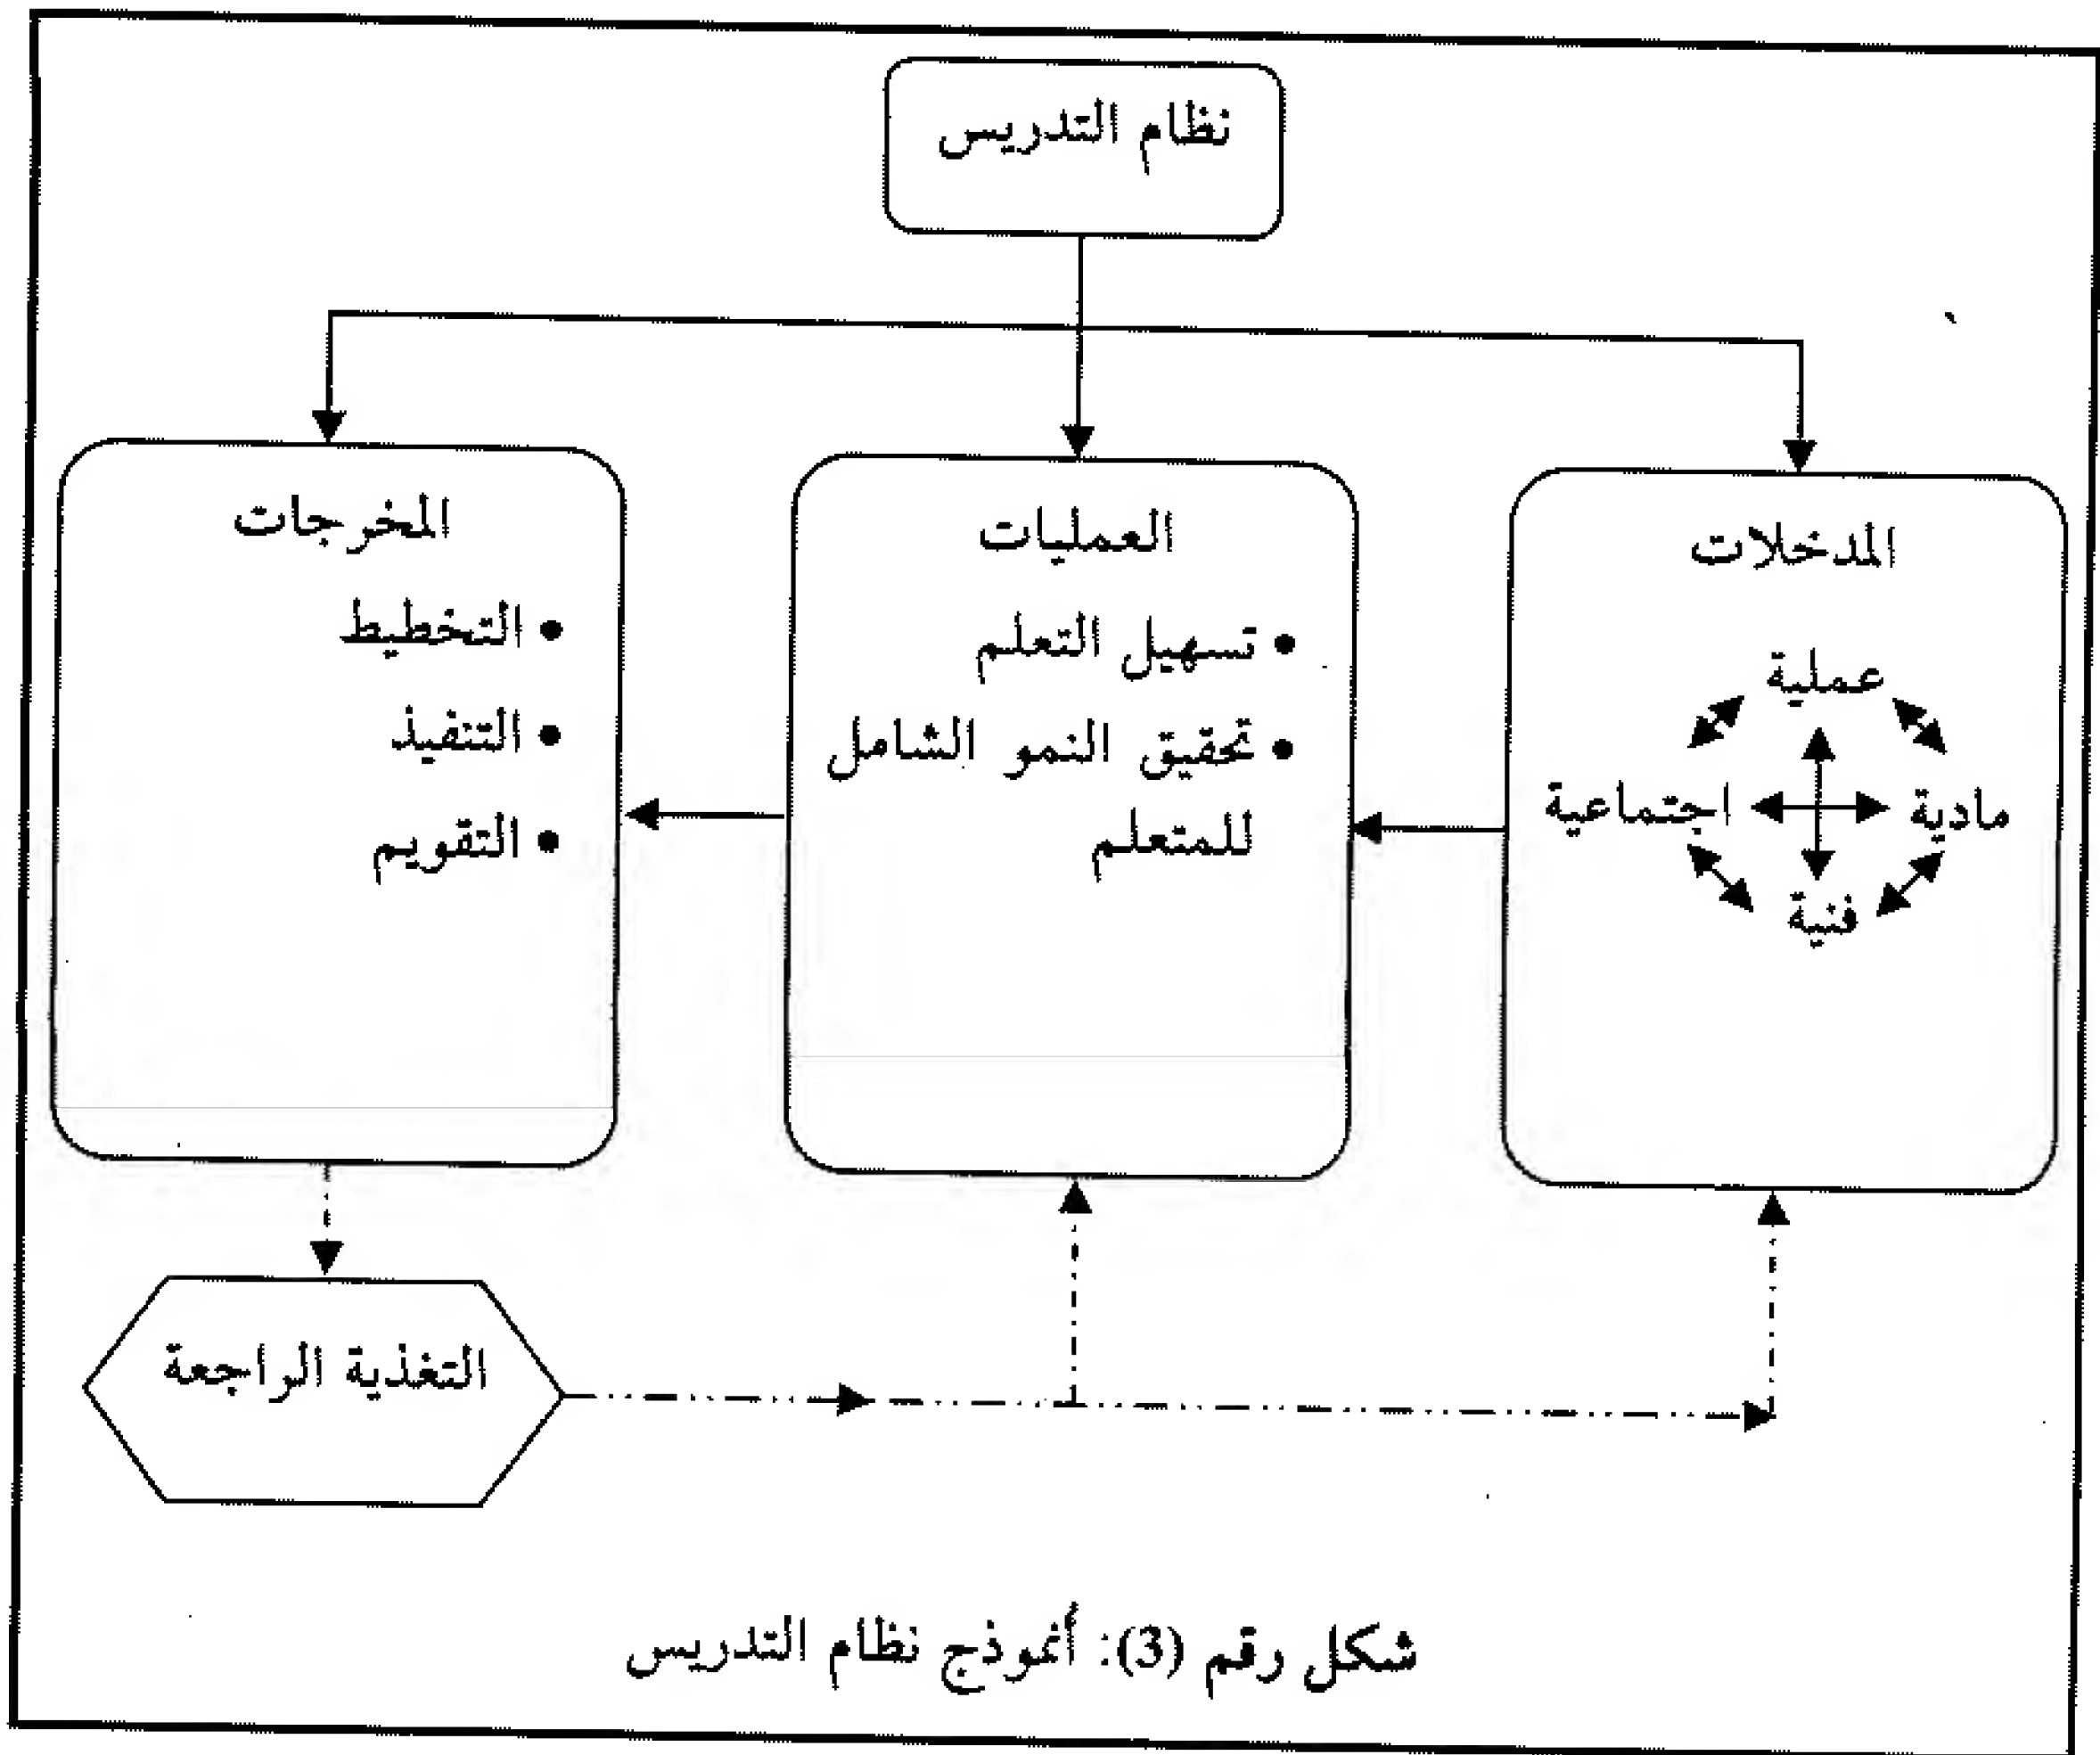 نظام التدريس
المدخلات
عملية
مادية
اجتماعية
فنية
العمليات
• تسهيل التعلم
• تحقيق النمو الشامل
للمتعلم
المخرجات
• التخطيط
• التنفيذ
• التقويم
التغذية الراجعة
شكل رقم (3): أنموذج نظام التدريس